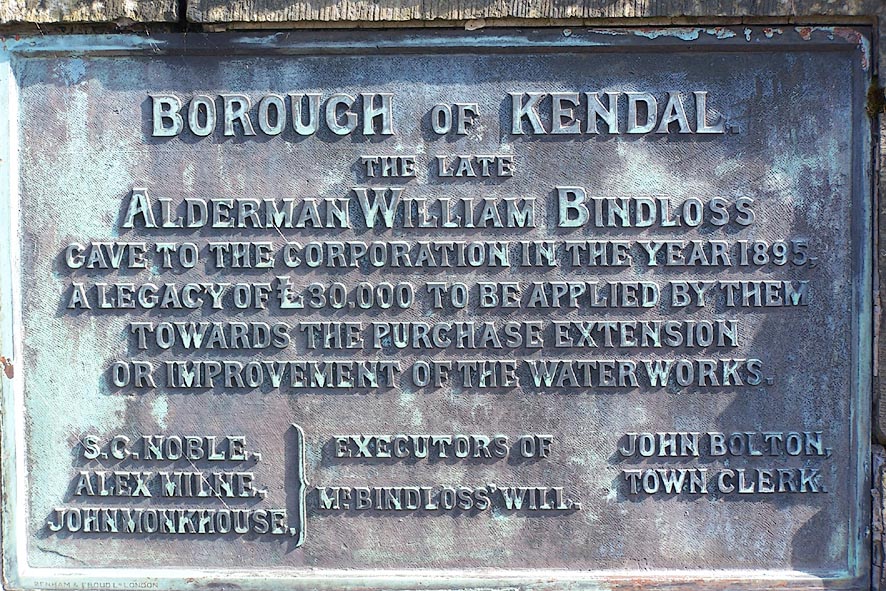 BOROUGH OF KENDAL.
THE LATE
ALDERMAN WILLIAM BINDLOSS
GAVE TO THE CORPORATION IN THE YEAR 1895.
A LEGACY OF £30,000 TO BE APPLIED BY THEM
TOWARDS THE PURCHASE EXTENSION
OR IMPROVEMENT OF THE WATER WORKS.
S. G. NOBLE,
ALEX MILNE,
JOHN MONKHOUSE,
EXECUTORS OF
MR BINDLOSS' WILL.
JOHN BOLTON,
TOWN CLERK.
LONDON